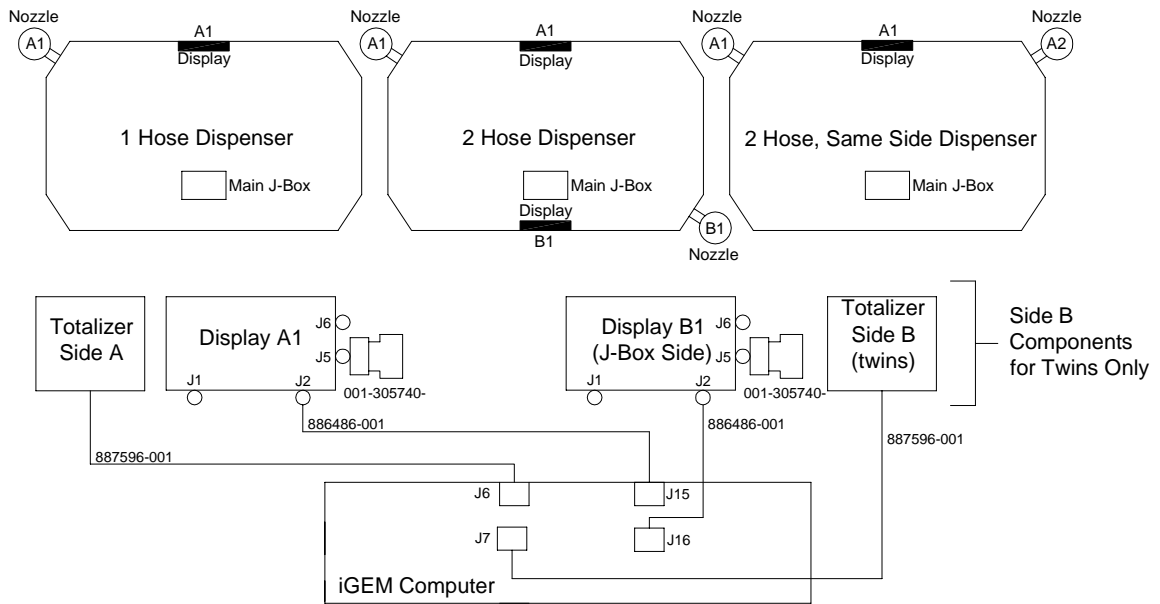 Nozzle
A1
A1
Display
1 Hose Dispenser
Main J-Box
Nozzle
A1
A1
Display
2 Hose Dispenser
Main J-Box
Display
B1
B1
Nozzle
Nozzle
A1
A1
Display
Nozzle
A2
2 Hose, Same Side Dispenser
Main J-Box
Totalizer
Side A
Display A1
J6
J5
J1
J2
001-305740-
Display B1
(J-Box Side)
J6
J5
J1
J2
001-305740-
Totalizer
Side B
(twins)
Side B
Components
for Twins Only
886486-001
886486-001
887596-001
887596-001
J6
J15
J7
J16
iGEM Computer